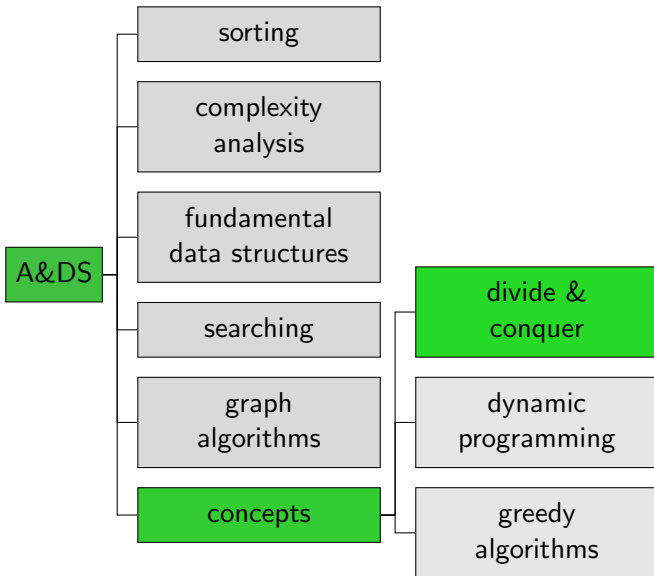 sorting
complexity
analysis
fundamental
data structures
A&DS
searching
graph
algorithms
concepts
divide &
conquer
dynamic
programming
greedy
algorithms